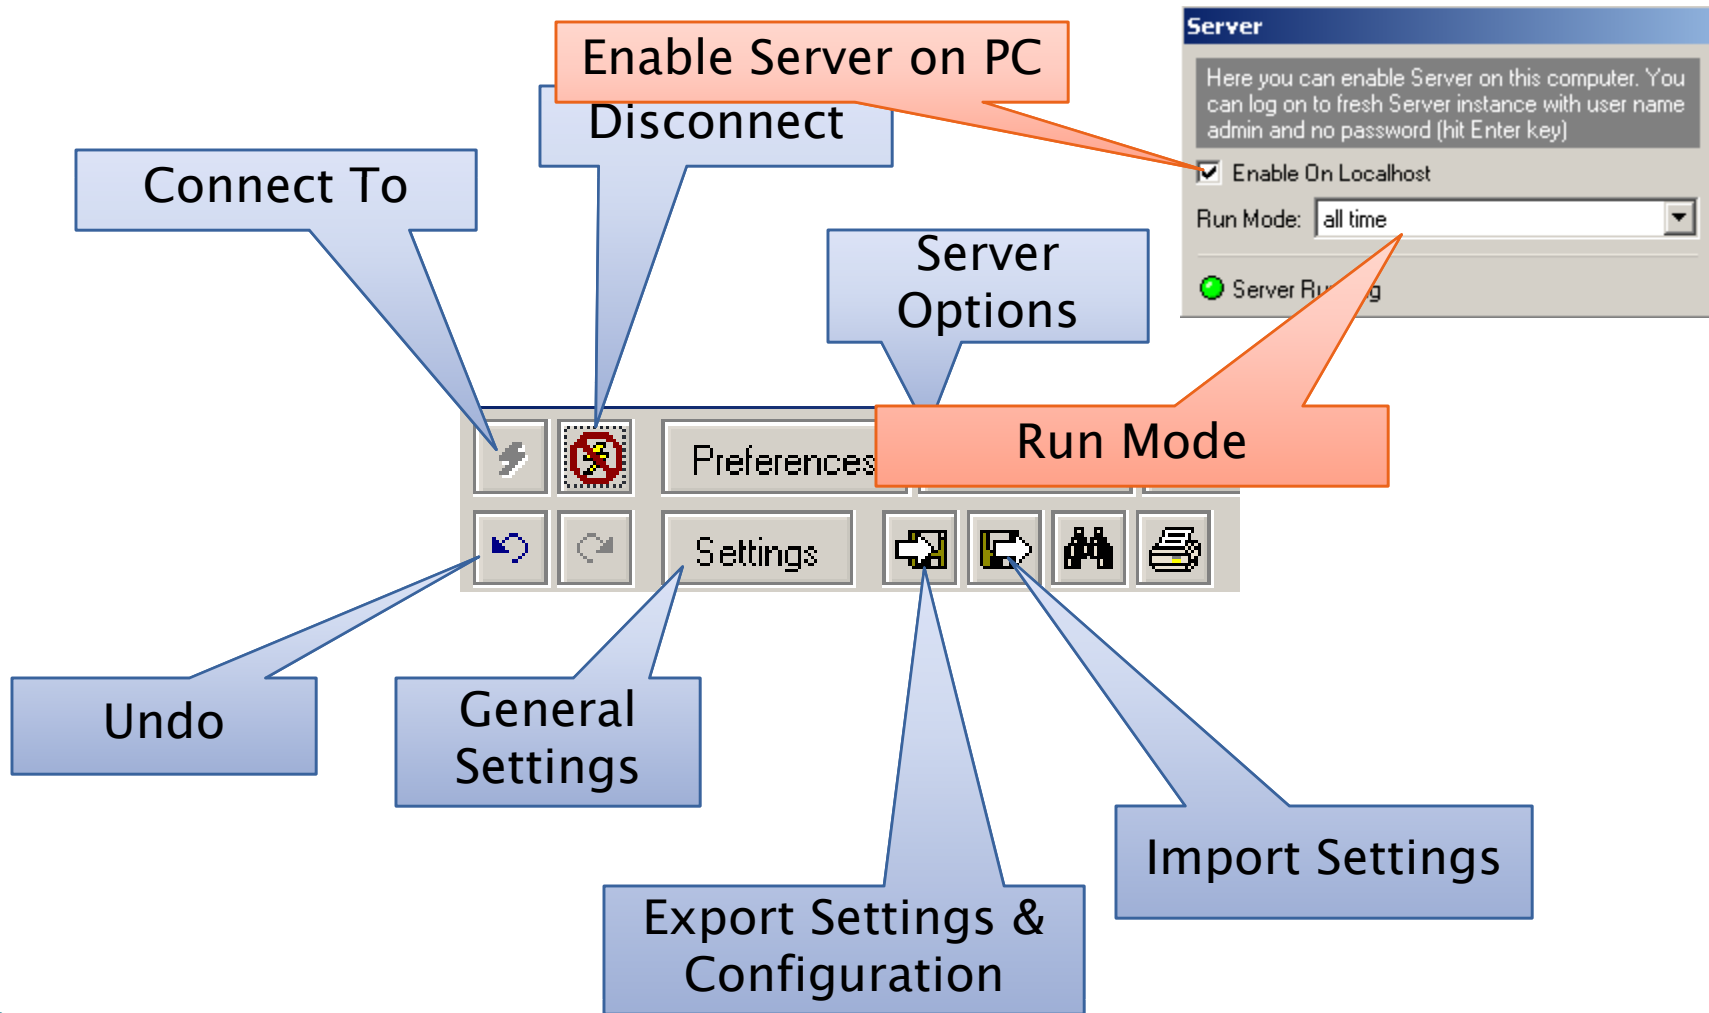 Server
Enable Server on PC
Here you can enable Server on this computer. You
can log on to fresh Server instance with user name
admin and no password (hit Enter key)
Disconnect
Connect To
Enable On Localhost
Run Mode: all time
Server
Options
Server
Run Mode
Preferences
Settings
Undo
General
Settings
Import Settings
Export Settings &
Configuration